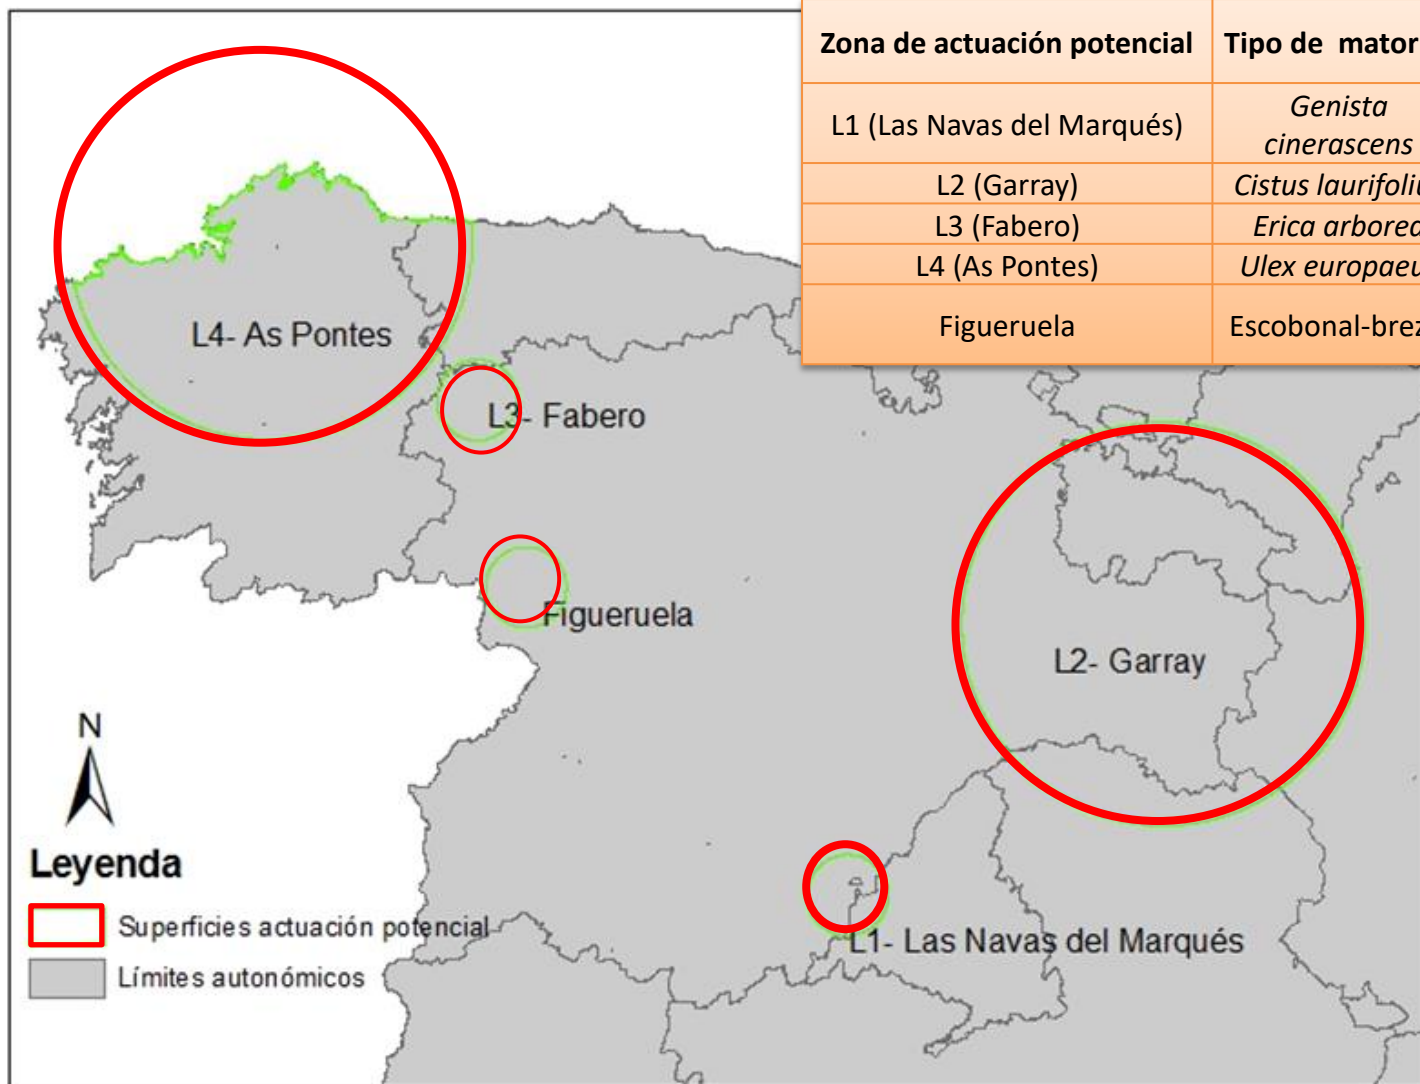 Zona de actuación potencial Tipo de mator
L1 (Las Navas del Marqués) Genista
cinerascens
L2 (Garray) Cistus laurifoliu
L3 (Fabero) Erica arborea
L4 (As Pontes) Ulex europaeu
Figueruela Escobonal-brez
L4- As Pontes
L3- Fabero
Figueruela
L2- Garray
N
L1- Las Navas del Marqués
Leyenda
Superficies actuación potencial
Límites autonómicos